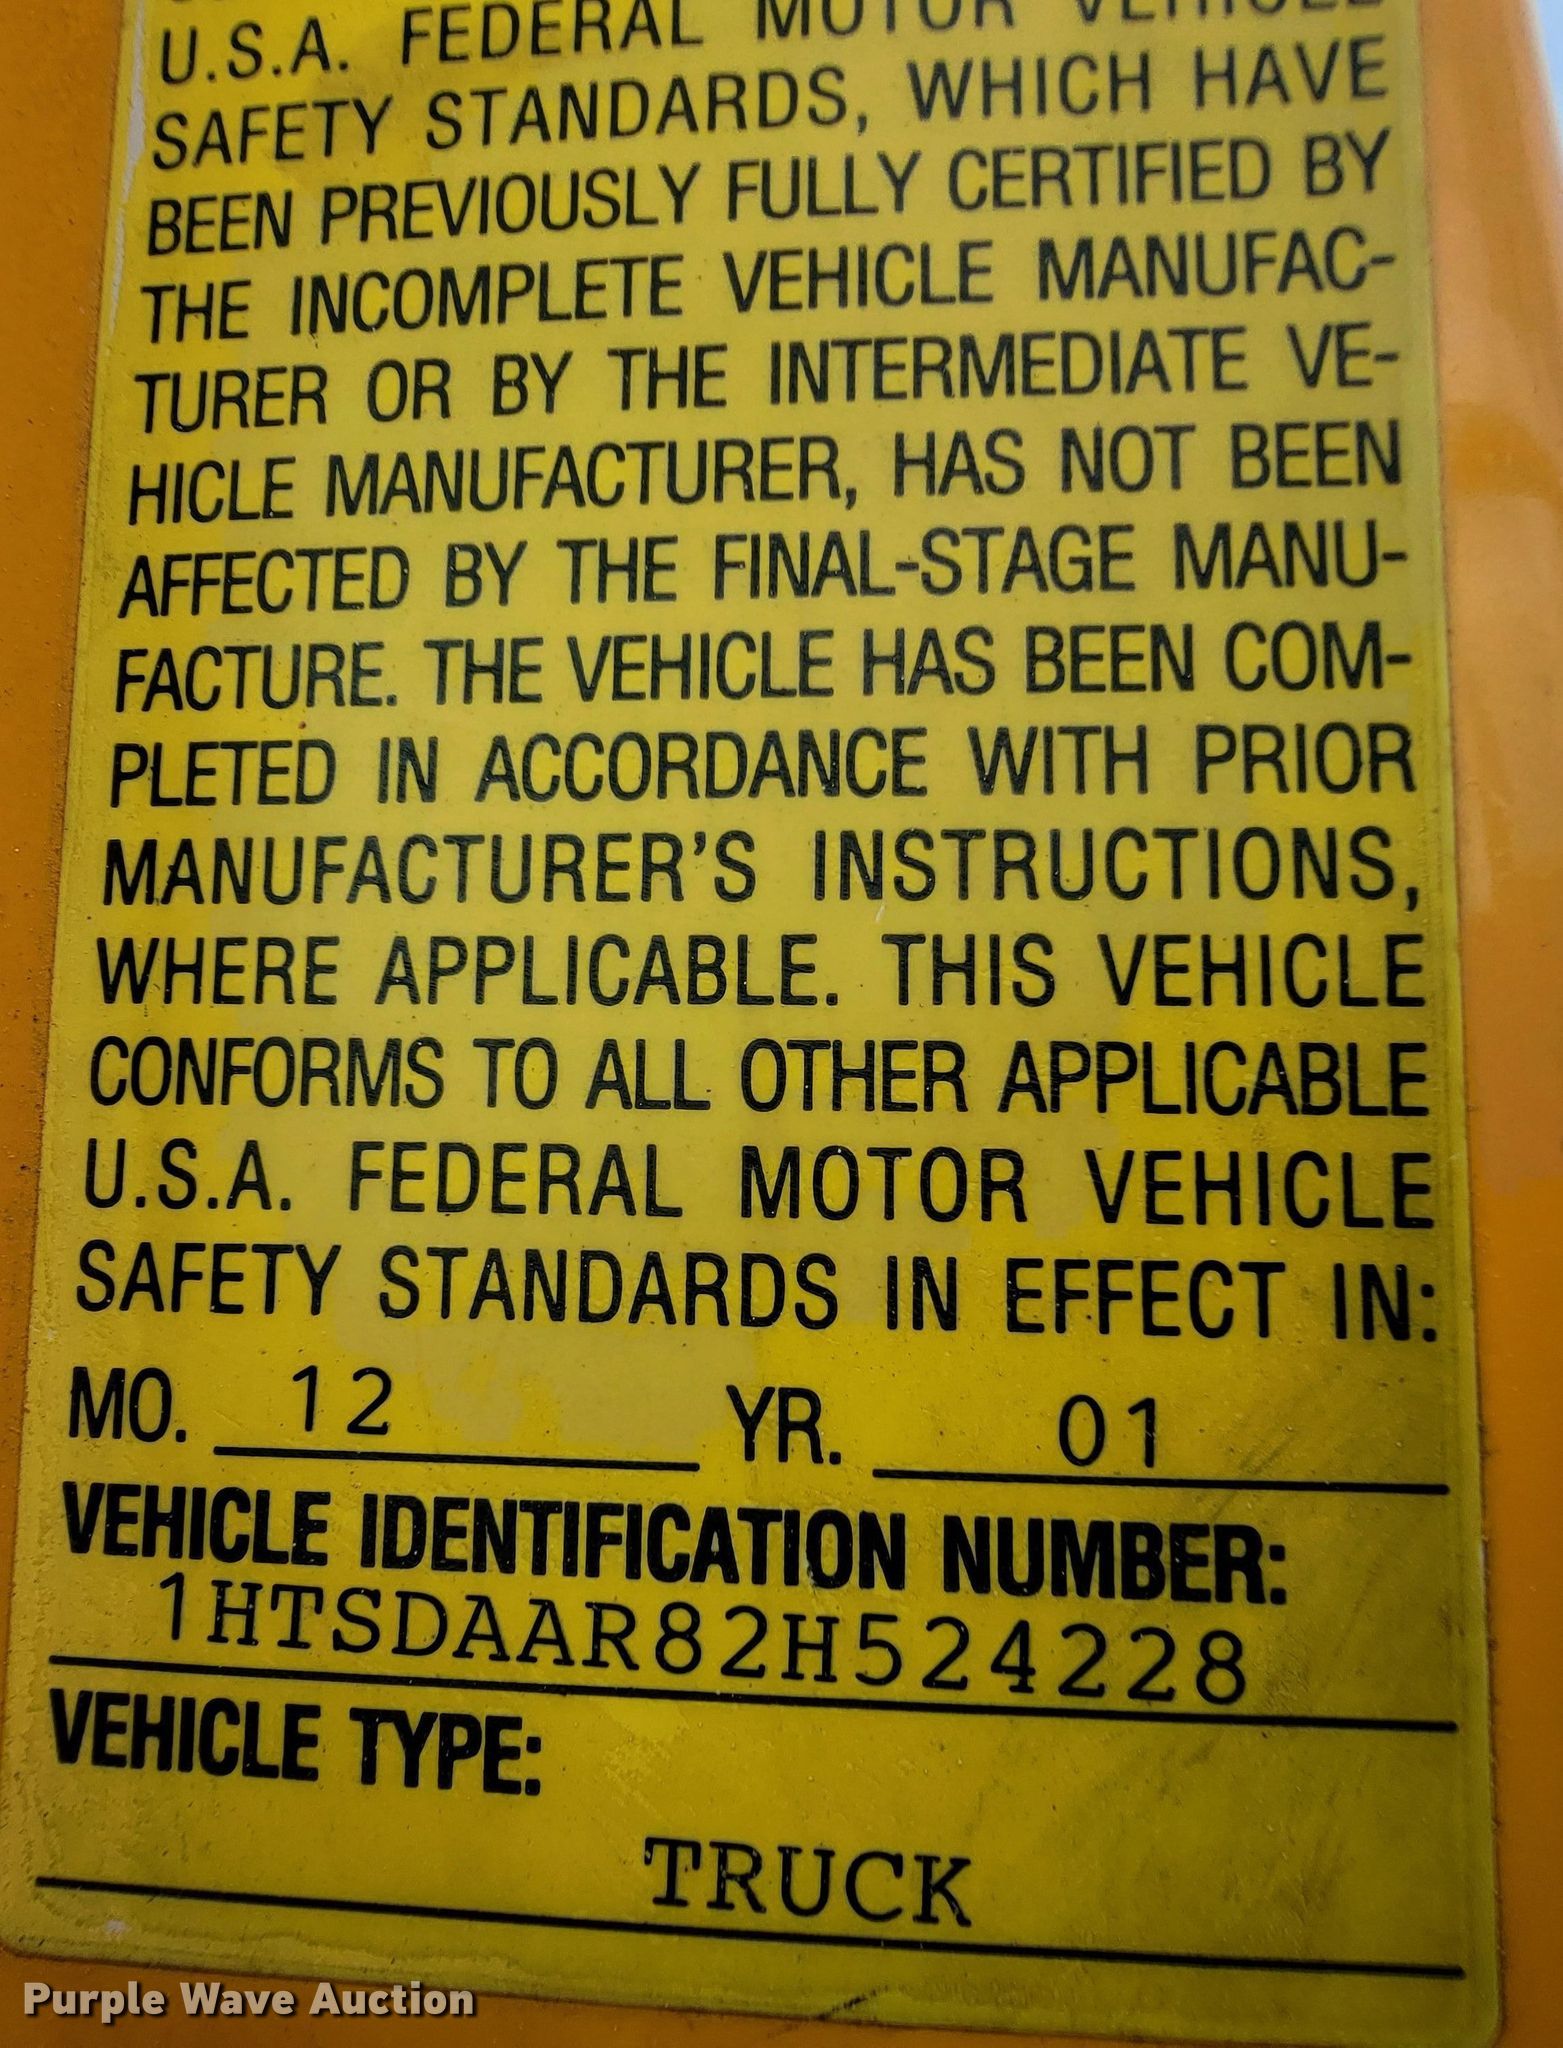 U.S.A. FEDERAL MOTOR VEHICLE
SAFETY STANDARDS, WHICH HAVE
BEEN PREVIOUSLY FULLY CERTIFIED BY
THE INCOMPLETE VEHICLE MANUFAC-
TURER OR BY THE INTERMEDIATE VE-
HICLE MANUFACTURER, HAS NOT BEEN
AFFECTED BY THE FINAL-STAGE MANU-
FACTURE. THE VEHICLE HAS BEEN COM-
PLETED IN ACCORDANCE WITH PRIOR
MANUFACTURER'S INSTRUCTIONS,
WHERE APPLICABLE. THIS VEHICLE
CONFORMS TO ALL OTHER APPLICABLE
U.S.A. FEDERAL MOTOR VEHICLE
SAFETY STANDARDS IN EFFECT IN:
MO. 12 YR. 01
VEHICLE IDENTIFICATION NUMBER:
1HTSDAAR82H524228
VEHICLE TYPE:
TRUCK
Purple Wave Auction